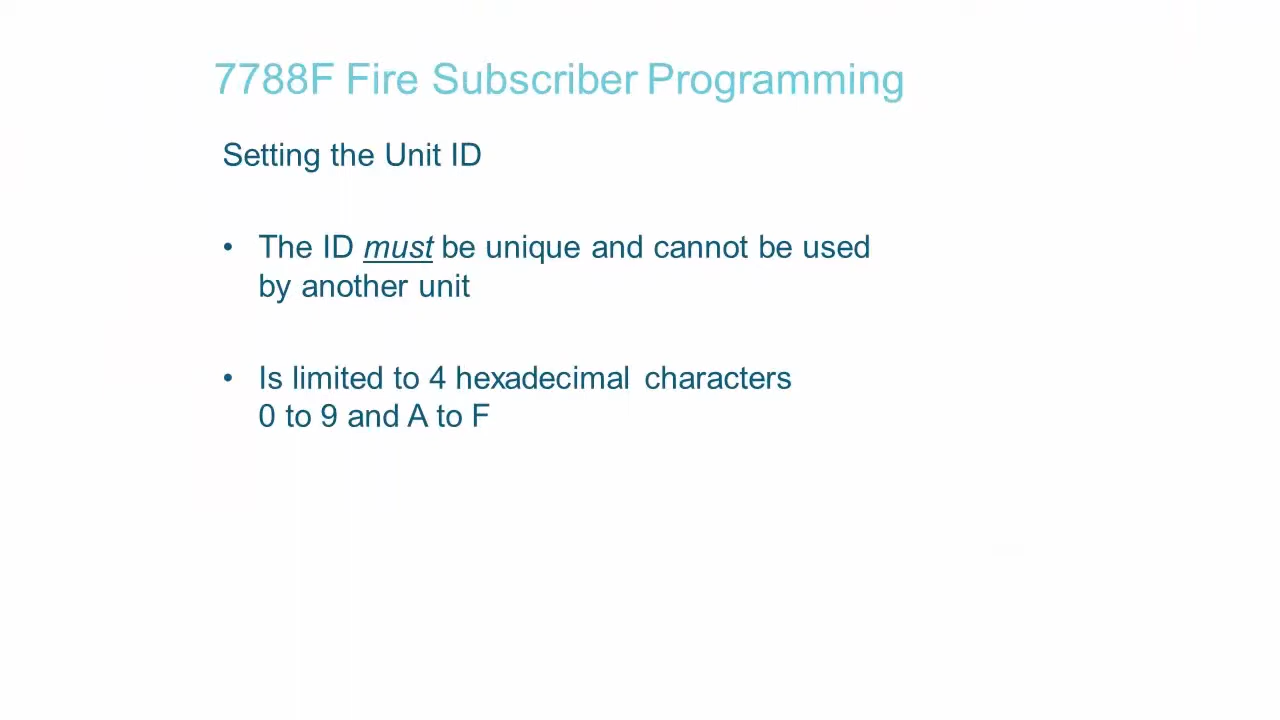 7788F Fire Subscriber Programming
Setting the Unit ID
• The ID must be unique and cannot be used
by another unit
• Is limited to 4 hexadecimal characters
0 to 9 and A to F